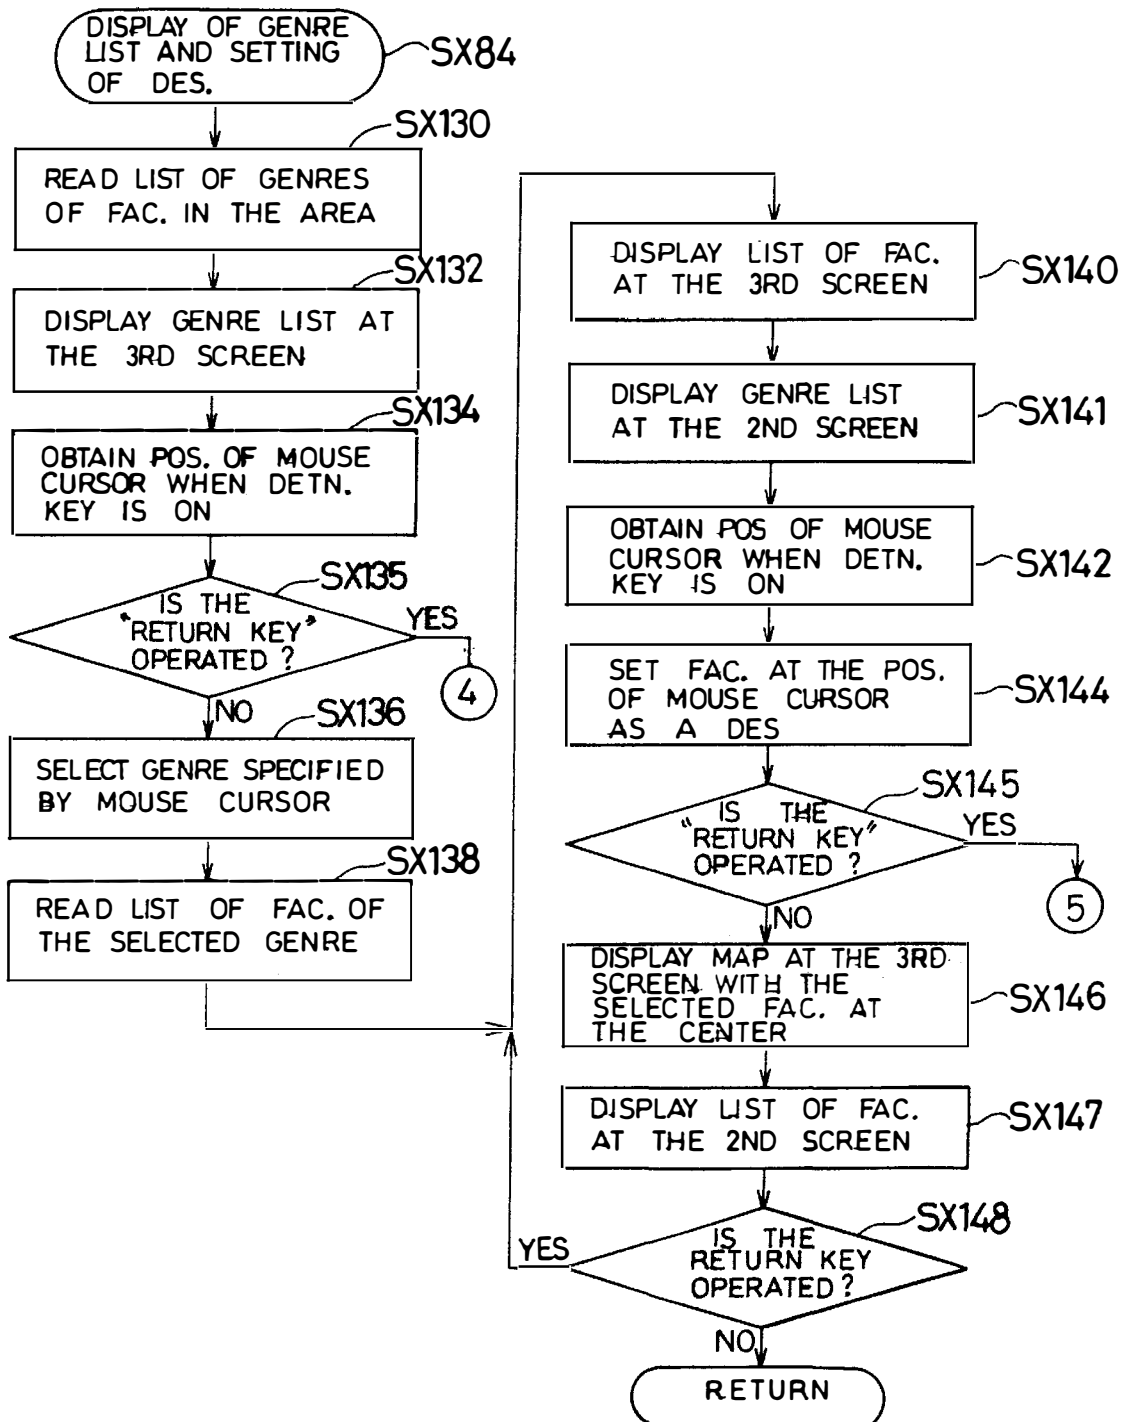 DISPLAY OF GENRE
LIST AND SETTING
OF DES.
SX84
SX130
READ LIST OF GENRES
OF FAC. IN THE AREA
SX132
DISPLAY GENRE LIST AT
THE 3RD SCREEN
SX134
OBTAIN POS. OF MOUSE
CURSOR WHEN DETN.
KEY IS ON
SX135
IS THE
"RETURN KEY"
OPERATED?
YES
4
NO
SX136
SELECT GENRE SPECIFIED
BY MOUSE CURSOR
SX138
READ LIST OF FAC. OF
THE SELECTED GENRE
DISPLAY LIST OF FAC.
AT THE 3RD SCREEN
SX140
DISPLAY GENRE LIST
AT THE 2ND SCREEN
SX141
OBTAIN POS OF MOUSE
CURSOR WHEN DETN.
KEY IS ON
SX142
SET FAC. AT THE POS.
OF MOUSE CURSOR
AS A DES
SX144
SX145
IS THE
"RETURN KEY"
OPERATED?
YES
5
NO
DISPLAY MAP AT THE 3RD
SCREEN WITH THE
SELECTED FAC. AT
THE CENTER
SX146
DISPLAY LIST OF FAC.
AT THE 2ND SCREEN
SX147
SX148
IS THE
RETURN KEY
OPERATED?
YES
NO
RETURN